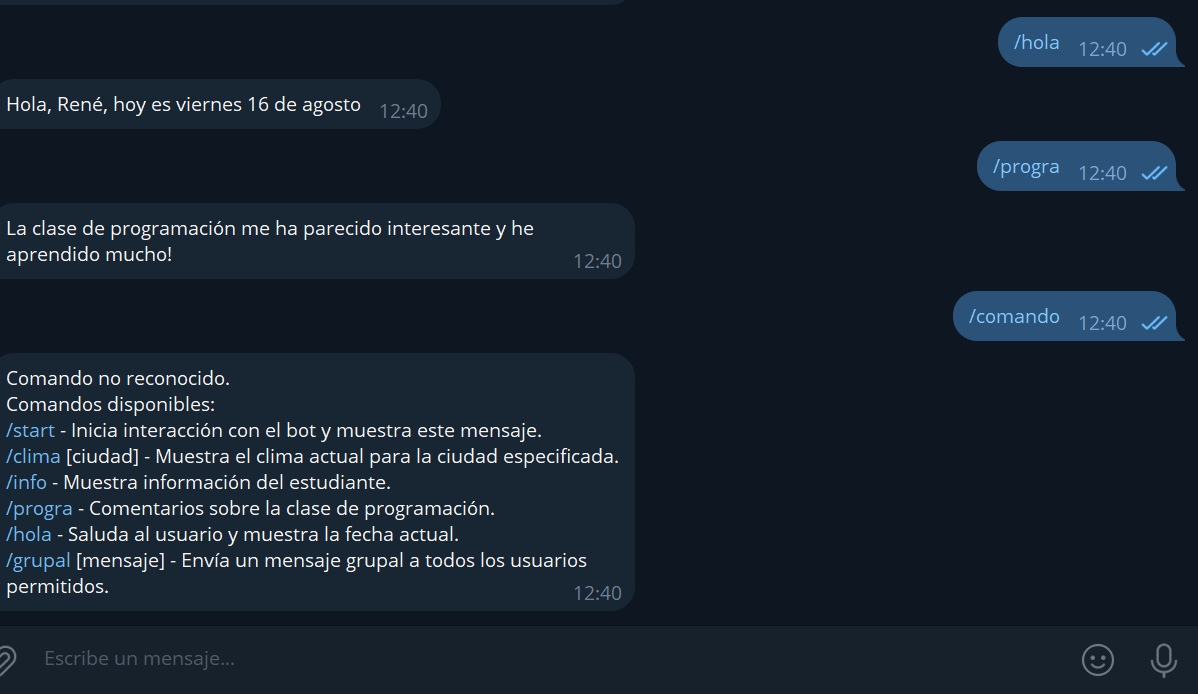 /hola 12:40
Hola, René, hoy es viernes 16 de agosto 12:40
/progra 12:40
La clase de programación me ha parecido interesante y he
aprendido mucho!
12:40
/comando 12:40
Comando no reconocido.
Comandos disponibles:
/start - Inicia interacción con el bot y muestra este mensaje.
/clima [ciudad] - Muestra el clima actual para la ciudad especificada.
/info - Muestra información del estudiante.
/progra - Comentarios sobre la clase de programación.
/hola - Saluda al usuario y muestra la fecha actual.
/grupal [mensaje] - Envía un mensaje grupal a todos los usuarios
permitidos.
12:40
Escribe un mensaje...